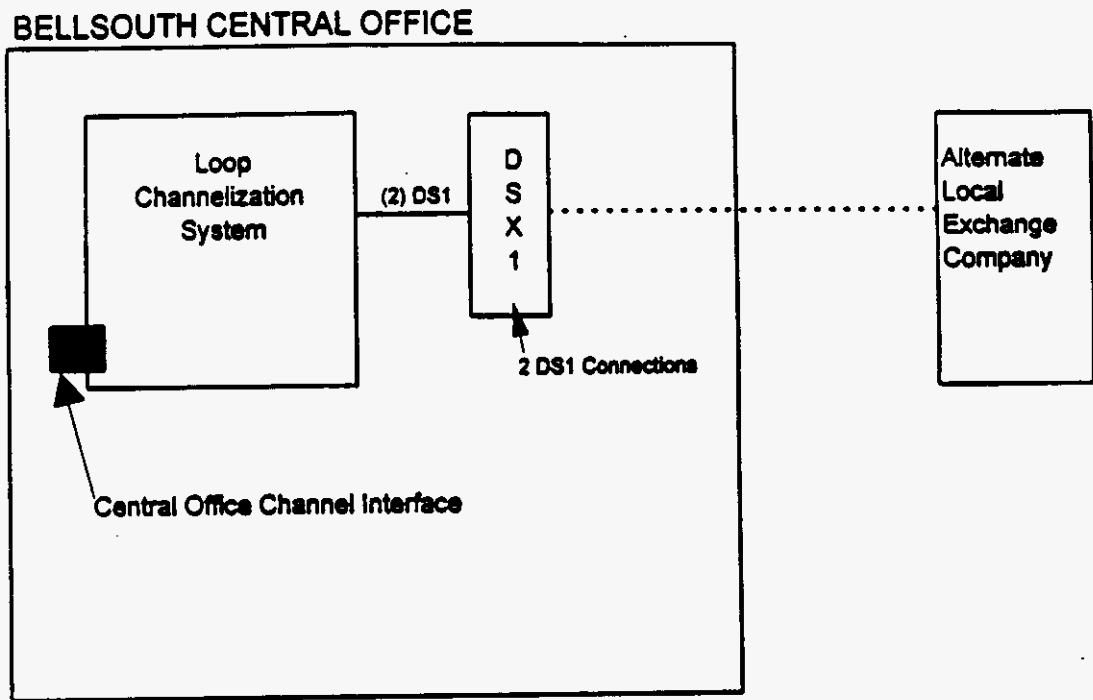 BELLSOUTH CENTRAL OFFICE
Loop
Channelization
System
(2) DS1
D
S
X
1
2 DS1 Connections
Alternate
Local
Exchange
Company
Central Office Channel Interface